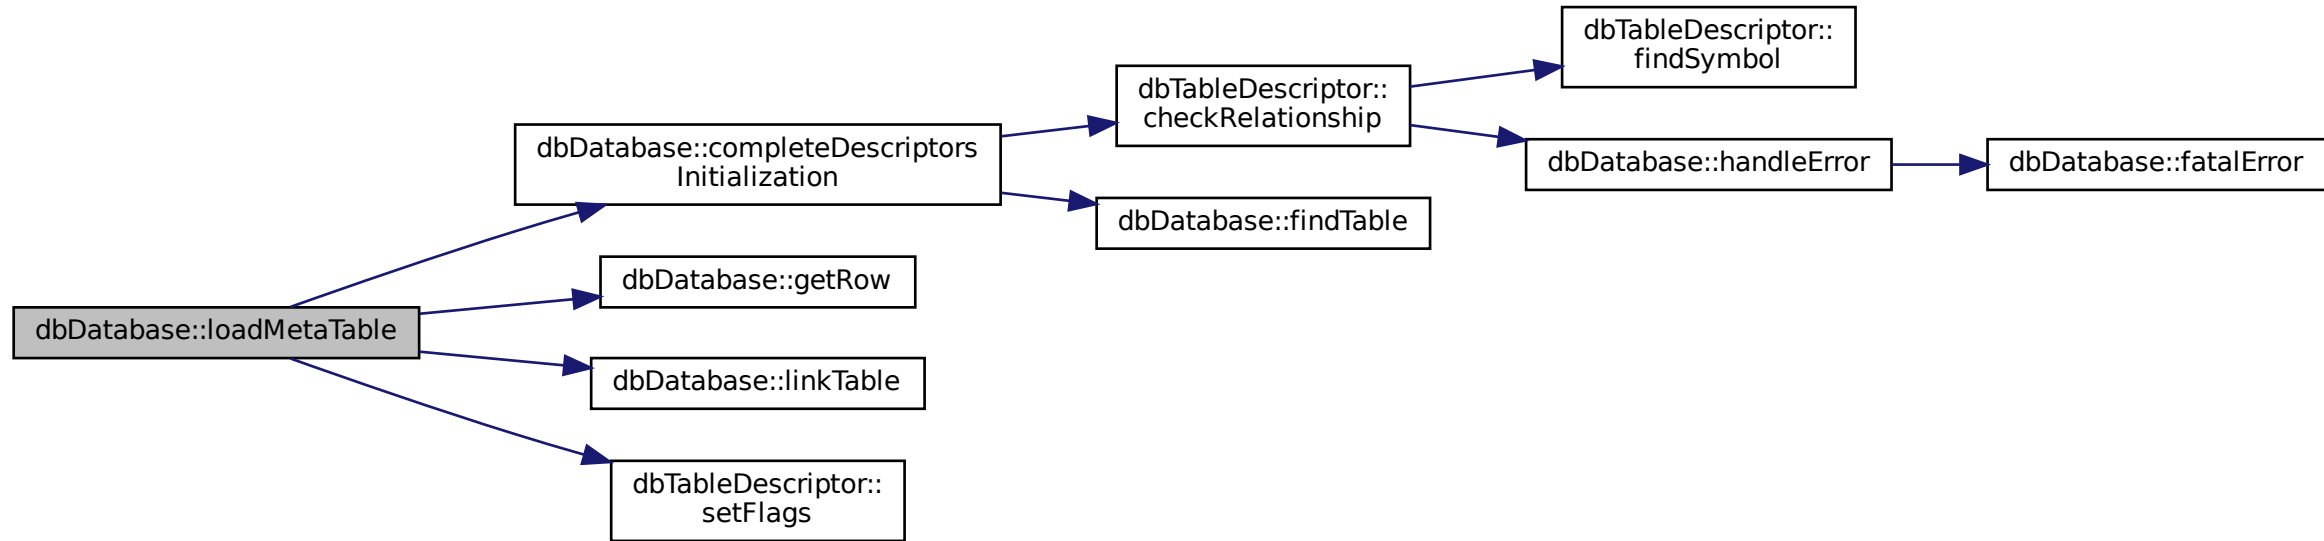 dbDatabase::loadMetaTable
dbDatabase::completeDescriptors
Initialization
dbTableDescriptor::
checkRelationship
dbTableDescriptor::
findSymbol
dbDatabase::handleError
dbDatabase::fatalError
dbDatabase::findTable
dbDatabase::getRow
dbDatabase::linkTable
dbTableDescriptor::
setFlags